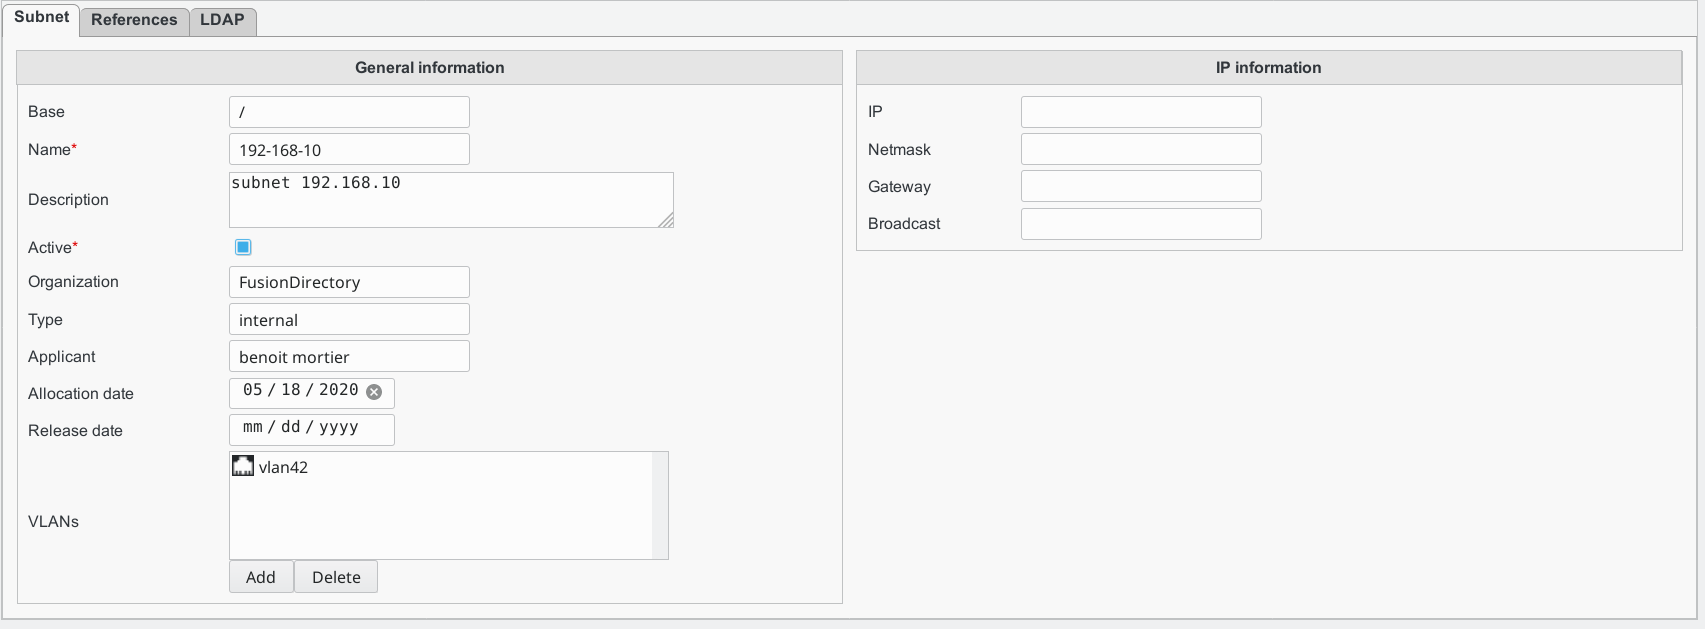 Subnet References LDAP
General information
Base /
Name* 192-168-10
Description subnet 192.168.10
Active*
Organization FusionDirectory
Type internal
Applicant benoit mortier
Allocation date 05 / 18 / 2020
Release date mm / dd / yyyy
VLANs vlan42
Add Delete
IP information
IP
Netmask
Gateway
Broadcast